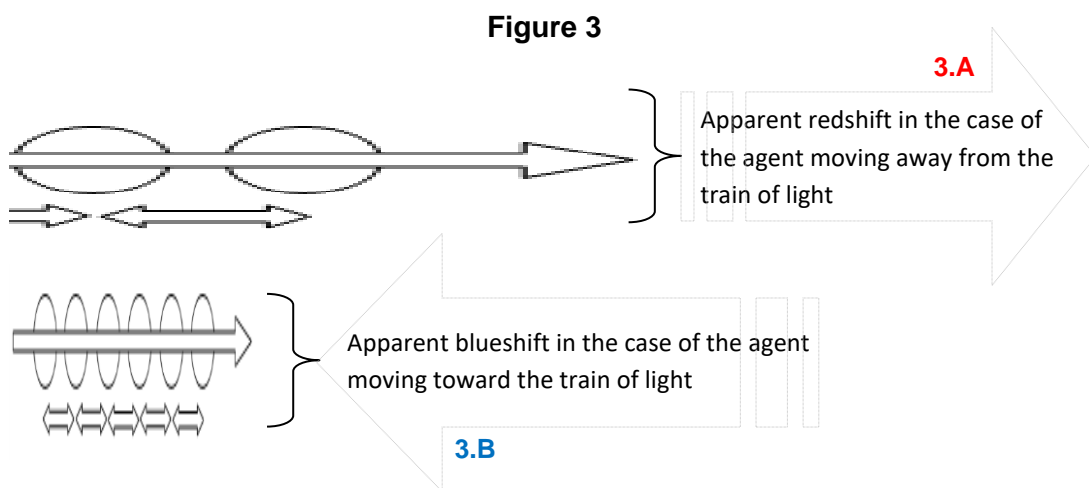 Figure 3
3.A
Apparent redshift in the case of
the agent moving away from the
train of light
Apparent blueshift in the case of the agent
moving toward the train of light
3.B